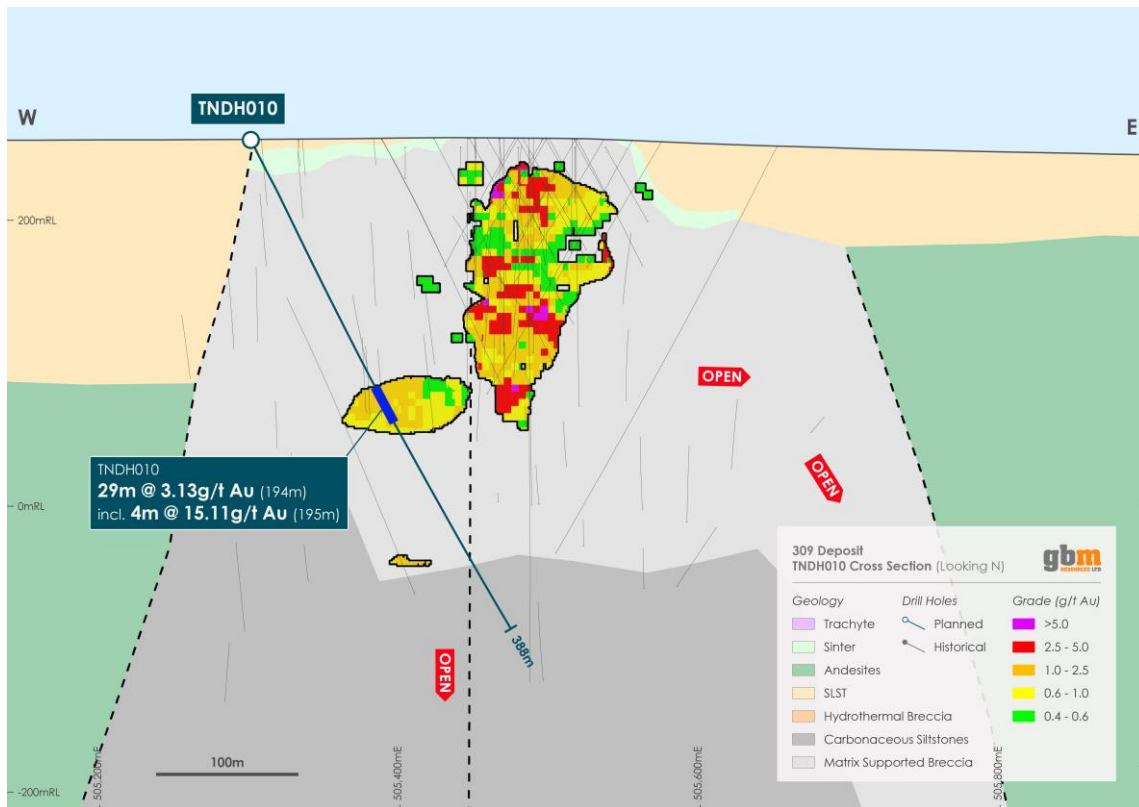 W
TNDH010
E
200mRL
OPEN
TNDH010
29m @ 3.13g/t Au (194m)
incl. 4m @ 15.11g/t Au (195m)
OPEN
0mRL
309 Deposit
TNDH010 Cross Section (Looking N)
gbm
RESOURCES LTD
Geology
Drill Holes
Grade (g/t Au)
Trachyte
Planned
>5.0
Sinter
Historical
2.5 - 5.0
Andesites
1.0 - 2.5
SLST
0.6 - 1.0
Hydrothermal Breccia
0.4 - 0.6
Carbonaceous Siltstones
Matrix Supported Breccia
388m
OPEN
100m
-200mRL
505,200mE
505,400mE
505,600mE
505,800mE